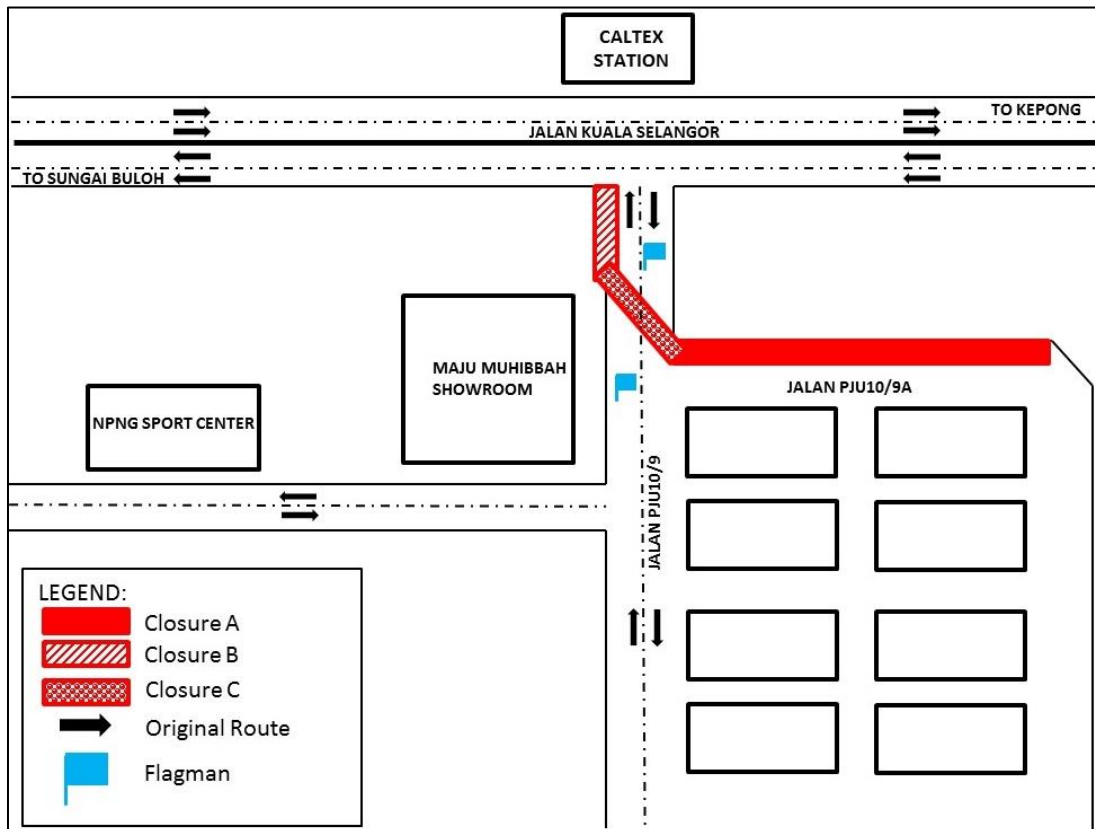 CALTEX
STATION
TO KEPONG
JALAN KUALA SELANGOR
TO SUNGAI BULOH
MAJU MUHIBBAH
SHOWROOM
JALAN PJU10/9A
NPNG SPORT CENTER
JALAN PJU10/9
LEGEND:
Closure A
Closure B
Closure C
Original Route
Flagman